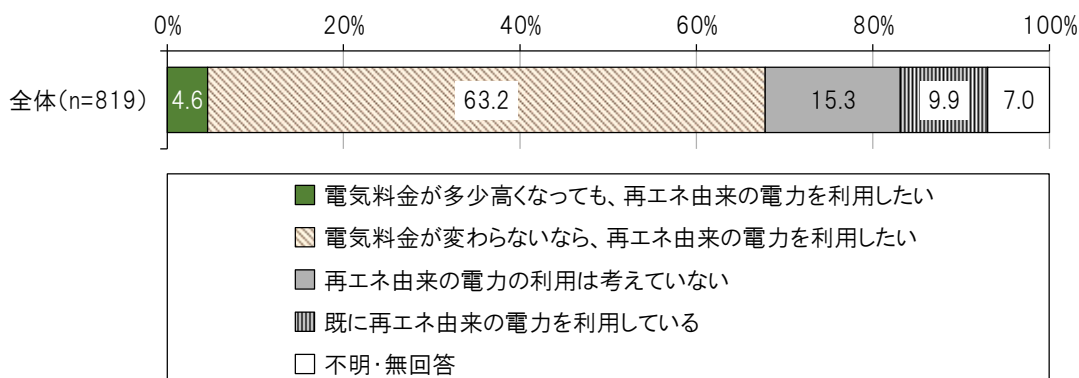 0% 20% 40% 60% 80% 100%
全体(n=819) 4.6 63.2 15.3 9.9 7.0
電気料金が多少高くなっても、再エネ由来の電力を利用したい
電気料金が変わらないなら、再エネ由来の電力を利用したい
再エネ由来の電力の利用は考えていない
既に再エネ由来の電力を利用している
不明・無回答